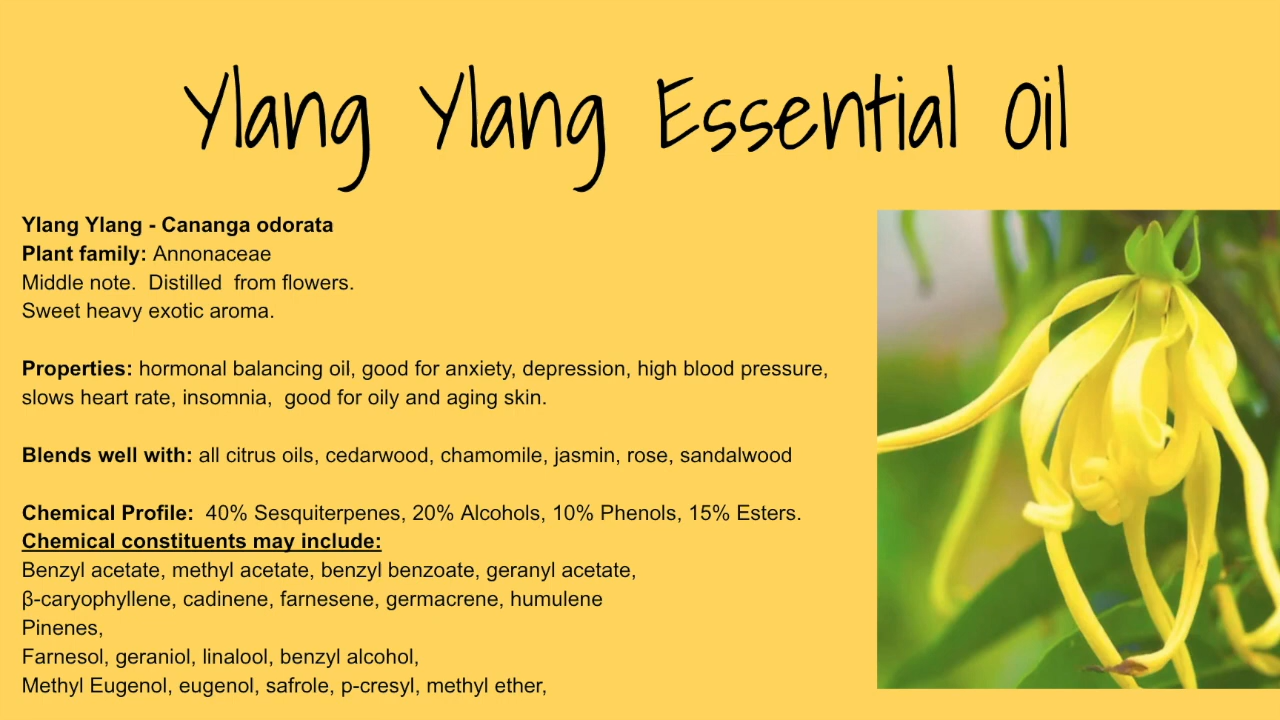 Ylang Ylang Essential Oil
Ylang Ylang - Cananga odorata
Plant family: Annonaceae
Middle note.  Distilled  from flowers.
Sweet heavy exotic aroma.
Properties: hormonal balancing oil, good for anxiety, depression, high blood pressure,
slows heart rate, insomnia,  good for oily and aging skin.
Blends well with: all citrus oils, cedarwood, chamomile, jasmin, rose, sandalwood
Chemical Profile:  40% Sesquiterpenes, 20% Alcohols, 10% Phenols, 15% Esters.
Chemical constituents may include:
Benzyl acetate, methyl acetate, benzyl benzoate, geranyl acetate,
β-caryophyllene, cadinene, farnesene, germacrene, humulene
Pinenes,
Farnesol, geraniol, linalool, benzyl alcohol,
Methyl Eugenol, eugenol, safrole, p-cresyl, methyl ether,